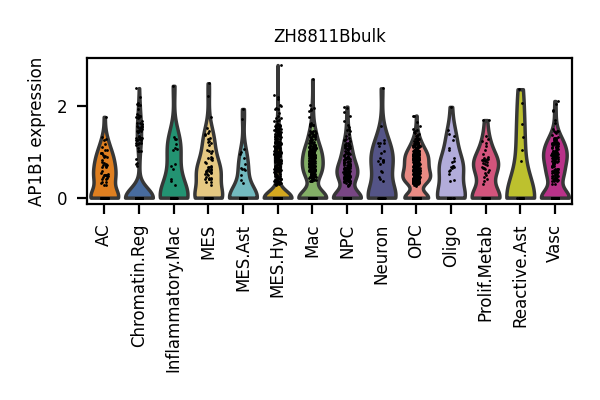 ZH8811Bbulk
AP1B1 expression
2
0
AC
Chromatin.Reg
Inflammatory.Mac
MES
MES.Ast
MES.Hyp
Mac
NPC
Neuron
OPC
Oligo
Prolif.Metab
Reactive.Ast
Vasc